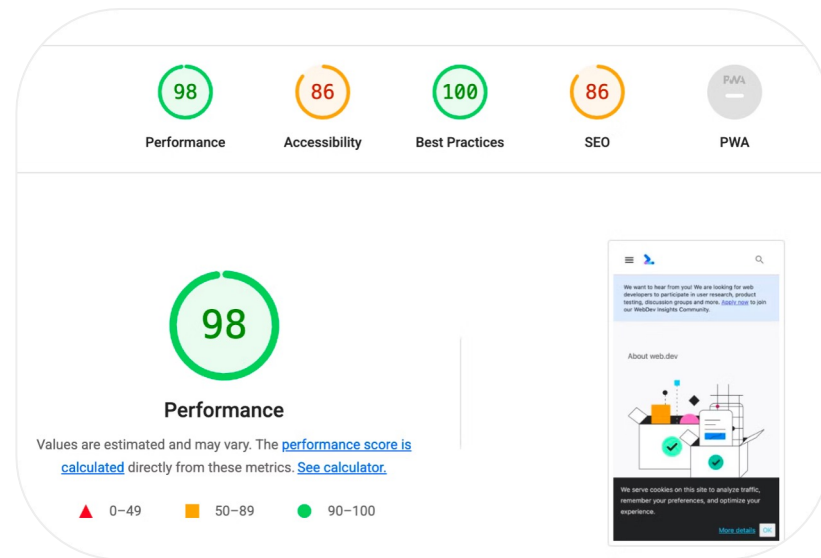 98
86
100
86
PWA
Performance
Accessibility
Best Practices
SEO
PWA
98
Performance
Values are estimated and may vary. The performance score is
calculated directly from these metrics. See calculator.
0–49
50–89
90–100
We want to hear from you! We are looking for web
developers to participate in user research, product
testing, discussion groups and more. Apply now to join
our WebDev Insights Community.
About web.dev
We serve cookies on this site to analyze traffic,
remember your preferences, and optimize your
experience.
More details
OK